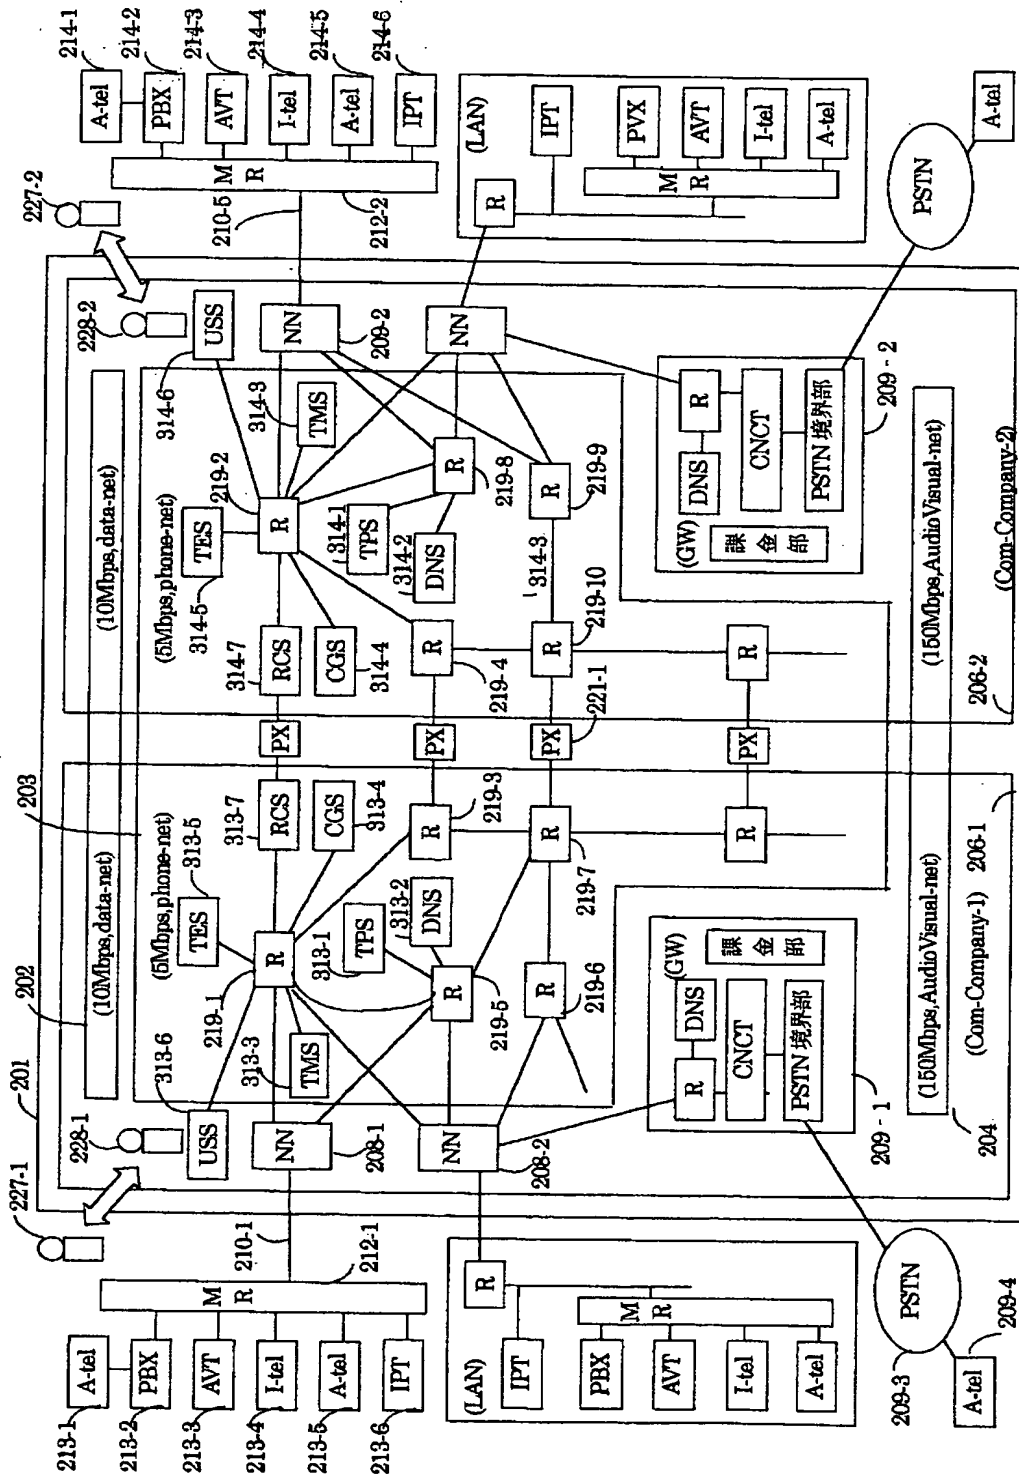 201
202
(10Mbps,data-net)
203
(10Mbps,data-net)
227-1
228-1
313-6
USS
219-1
TES
313-5
(5Mbps,phone-net)
(5Mbps,phone-net)
313-7
RCS
PX
314-7
RCS
314-5
TES
219-2
314-6
USS
228-2
227-2
213-1
A-tel
213-2
PBX
213-3
AVT
213-4
I-tel
213-5
A-tel
213-6
IPT
M R
212-1
210-1
NN
208-1
313-3
TMS
R
CGS
313-4
CGS
314-4
R
TMS
314-3
NN
209-2
210-5
M R
212-2
A-tel
214-1
PBX
214-2
AVT
214-3
I-tel
214-4
A-tel
214-5
IPT
214-6
313-1
TPS
313-2
DNS
R
219-3
PX
R
219-4
314-1
TPS
314-2
DNS
R
219-8
NN
NN
208-2
R
219-5
R
219-6
R
219-7
PX
221-1
R
219-10
314-3
R
219-9
(LAN)
R
IPT
M R
PBX
AVT
I-tel
A-tel
(LAN)
R
IPT
M R
PVX
AVT
I-tel
A-tel
R
PX
R
(GW)
R
DNS
CNCT
PSTN 境界部
課金部
209-1
(GW)
DNS
R
CNCT
PSTN 境界部
課金部
209-2
209-3
PSTN
A-tel
209-4
PSTN
A-tel
204
(150Mbps,AudioVisual-net)
(150Mbps,AudioVisual-net)
(Com-Company-1)
206-1
206-2
(Com-Company-2)